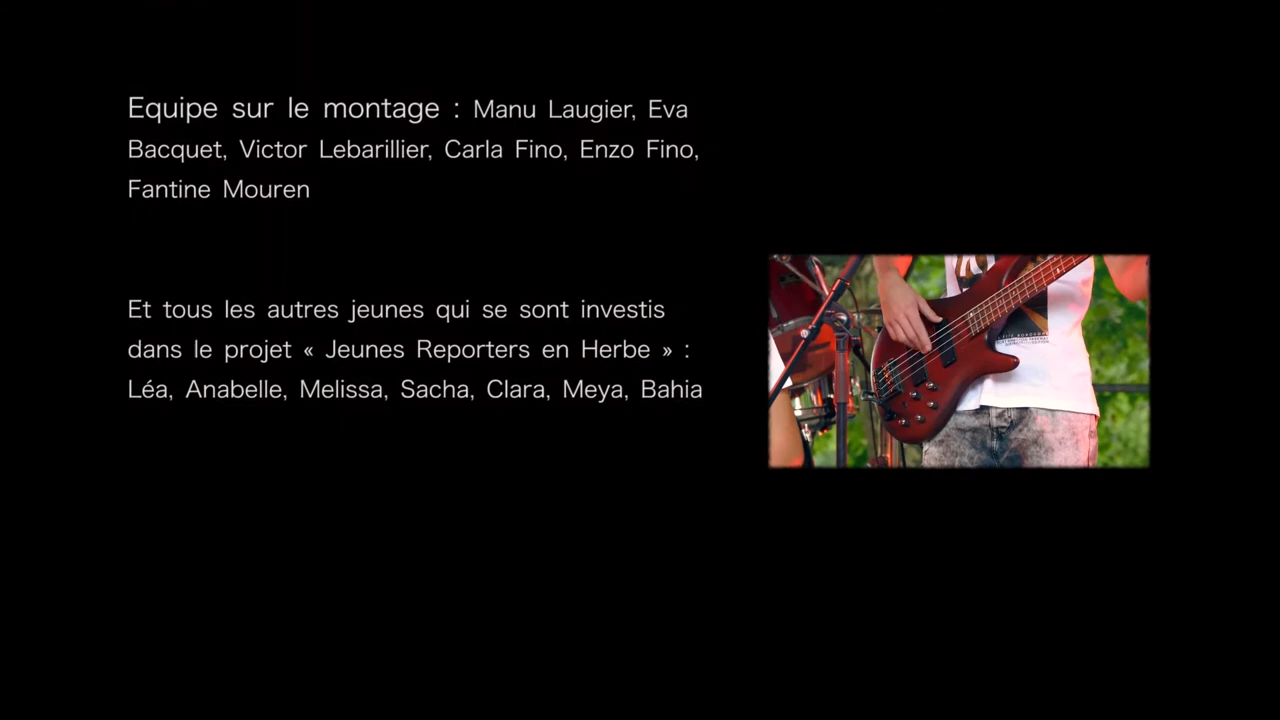 Equipe sur le montage : Manu Laugier, Eva
Bacquet, Victor Lebarillier, Carla Fino, Enzo Fino,
Fantine Mouren
Et tous les autres jeunes qui se sont investis
dans le projet « Jeunes Reporters en Herbe » :
Léa, Anabelle, Melissa, Sacha, Clara, Meya, Bahia